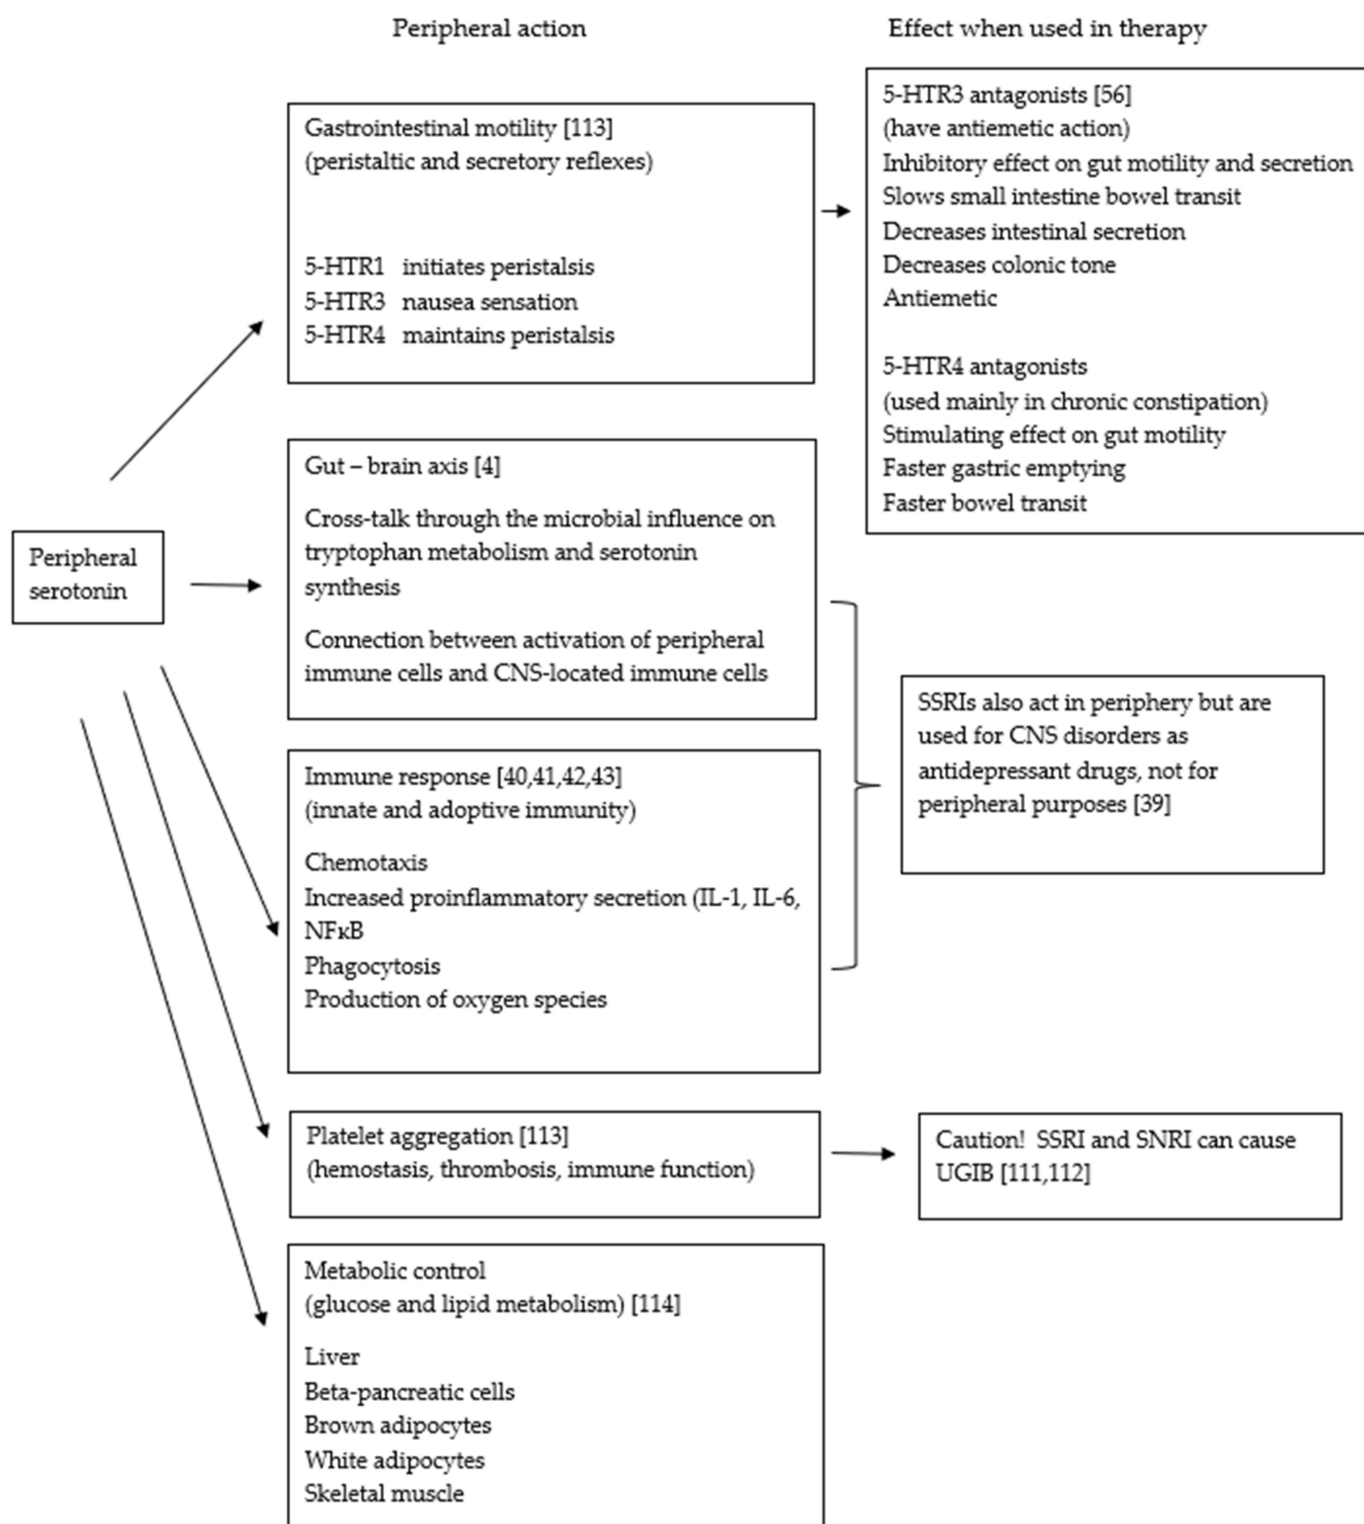 Peripheral action
Effect when used in therapy
Peripheral
serotonin
Gastrointestinal motility [113]
(peristaltic and secretory reflexes)
5-HTR1 initiates peristalsis
5-HTR3 nausea sensation
5-HTR4 maintains peristalsis
5-HTR3 antagonists [56]
(have antiemetic action)
Inhibitory effect on gut motility and secretion
Slows small intestine bowel transit
Decreases intestinal secretion
Decreases colonic tone
Antiemetic
5-HTR4 antagonists
(used mainly in chronic constipation)
Stimulating effect on gut motility
Faster gastric emptying
Faster bowel transit
Gut – brain axis [4]
Cross-talk through the microbial influence on
tryptophan metabolism and serotonin
synthesis
Connection between activation of peripheral
immune cells and CNS-located immune cells
Immune response [40,41,42,43]
(innate and adoptive immunity)
Chemotaxis
Increased proinflammatory secretion (IL-1, IL-6,
NFκB
Phagocytosis
Production of oxygen species
SSRIs also act in periphery but are
used for CNS disorders as
antidepressant drugs, not for
peripheral purposes [39]
Platelet aggregation [113]
(hemostasis, thrombosis, immune function)
Caution! SSRI and SNRI can cause
UGIB [111,112]
Metabolic control
(glucose and lipid metabolism) [114]
Liver
Beta-pancreatic cells
Brown adipocytes
White adipocytes
Skeletal muscle